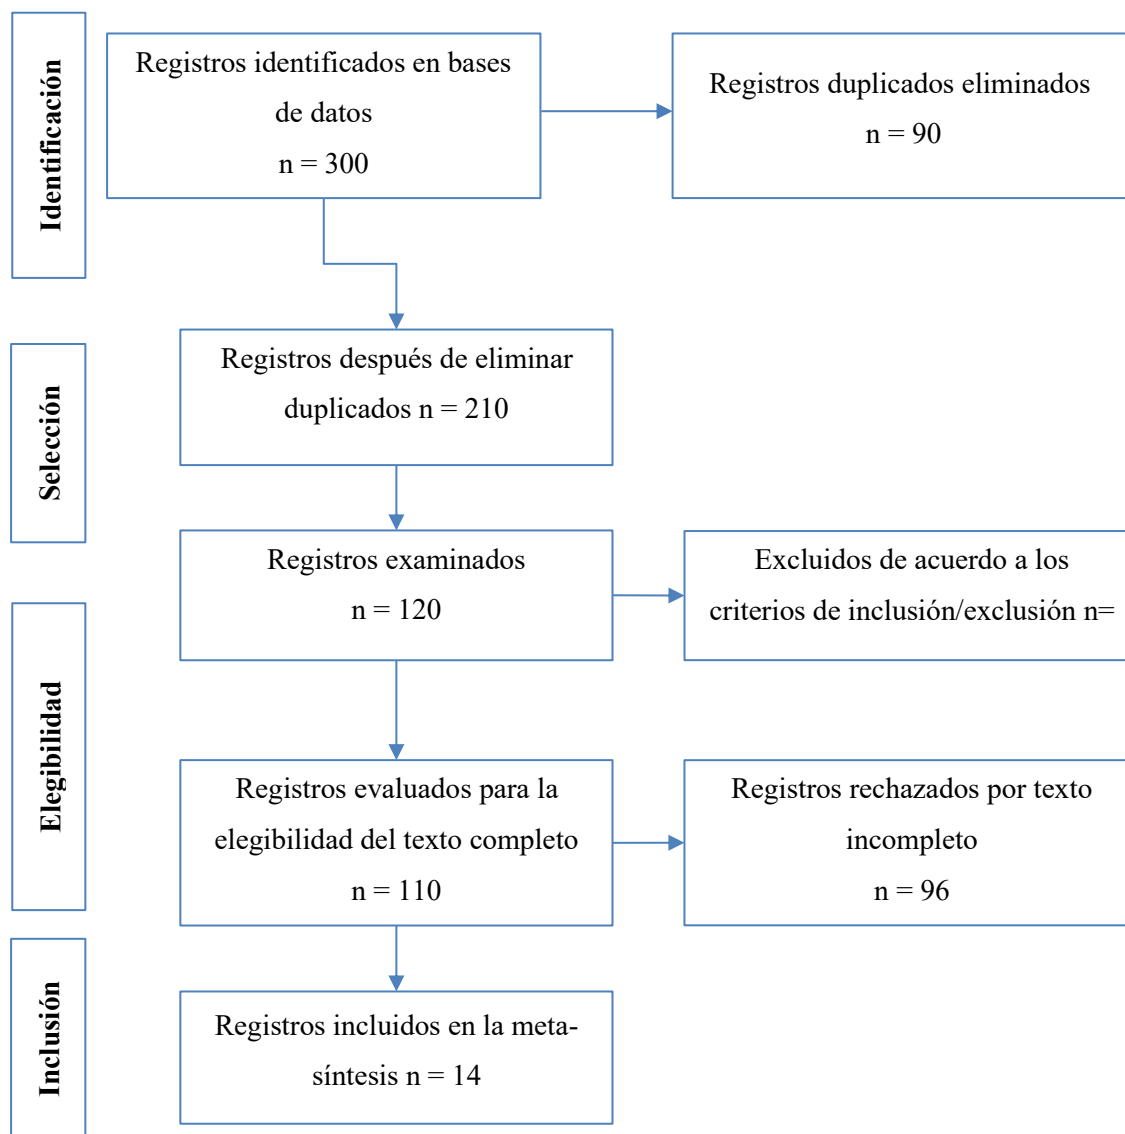 Identificación
Registros identificados en bases
de datos
n = 300
Registros duplicados eliminados
n = 90
Selección
Registros después de eliminar
duplicados n = 210
Registros examinados
n = 120
Excluidos de acuerdo a los
criterios de inclusión/exclusión n=
Elegibilidad
Registros evaluados para la
elegibilidad del texto completo
n = 110
Registros rechazados por texto
incompleto
n = 96
Inclusión
Registros incluidos en la meta-
síntesis n = 14